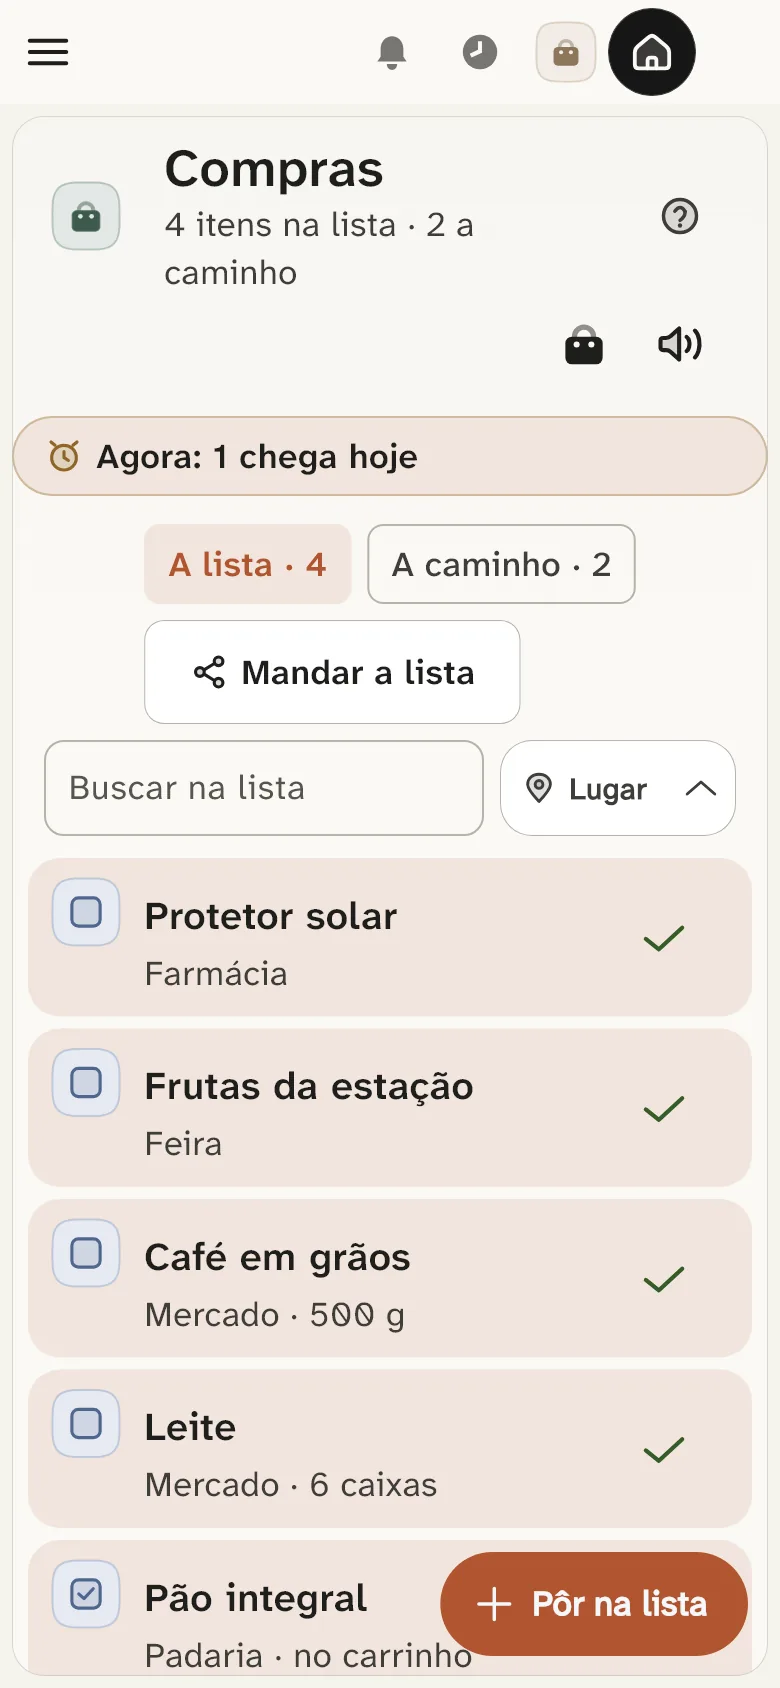 Compras
4 itens na lista · 2 a
caminho
Agora: 1 chega hoje
A lista · 4
A caminho · 2
Mandar a lista
Buscar na lista
Lugar
Protetor solar
Farmácia
Frutas da estação
Feira
Café em grãos
Mercado · 500 g
Leite
Mercado · 6 caixas
Pão integral
Padaria · no carrinho
Pôr na lista